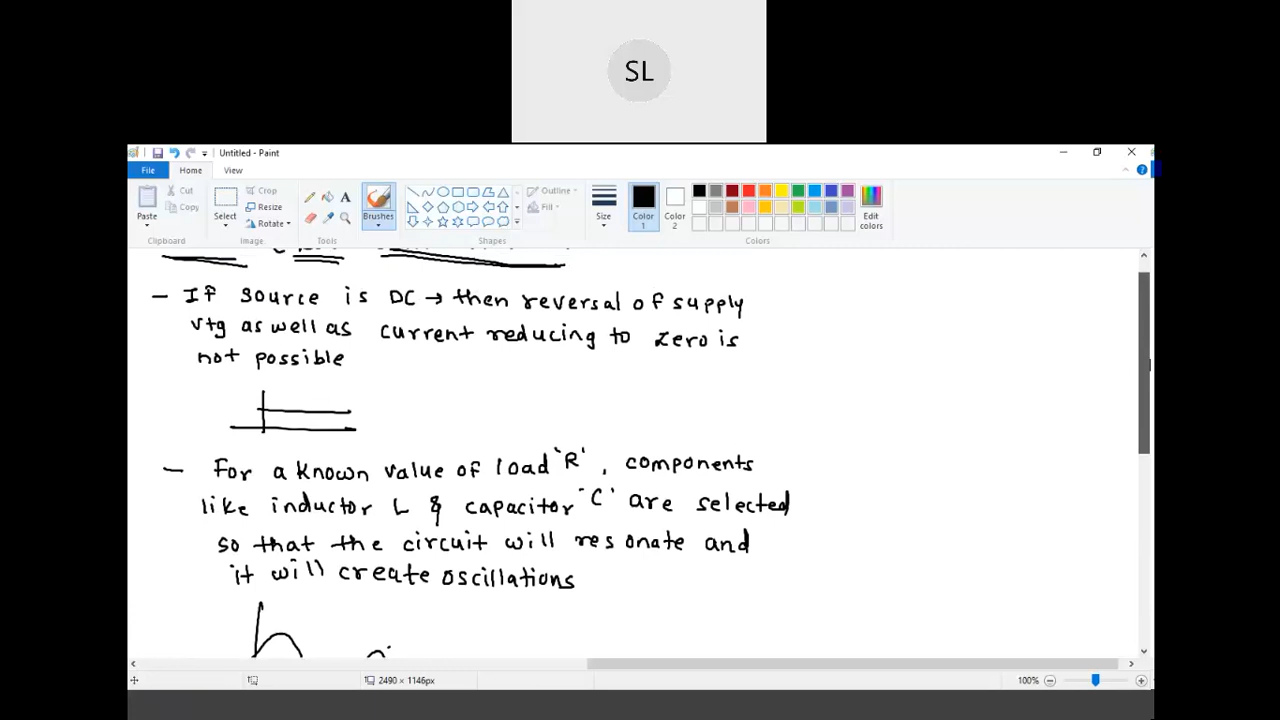 SL
Untitled - Paint
File
Home
View
Paste
Cut
Copy
Clipboard
Select
Crop
Resize
Rotate
Image
Tools
Brushes
Shapes
Outline
Fill
Size
Color
1
Color
2
Edit
colors
Colors
- If source is DC → then reversal of supply
vtg as well as current reducing to zero is
not possible
- For a known value of load 'R', components
like inductor L & capacitor 'C' are selected
so that the circuit will resonate and
it will create oscillations
2490 × 1146px
100%